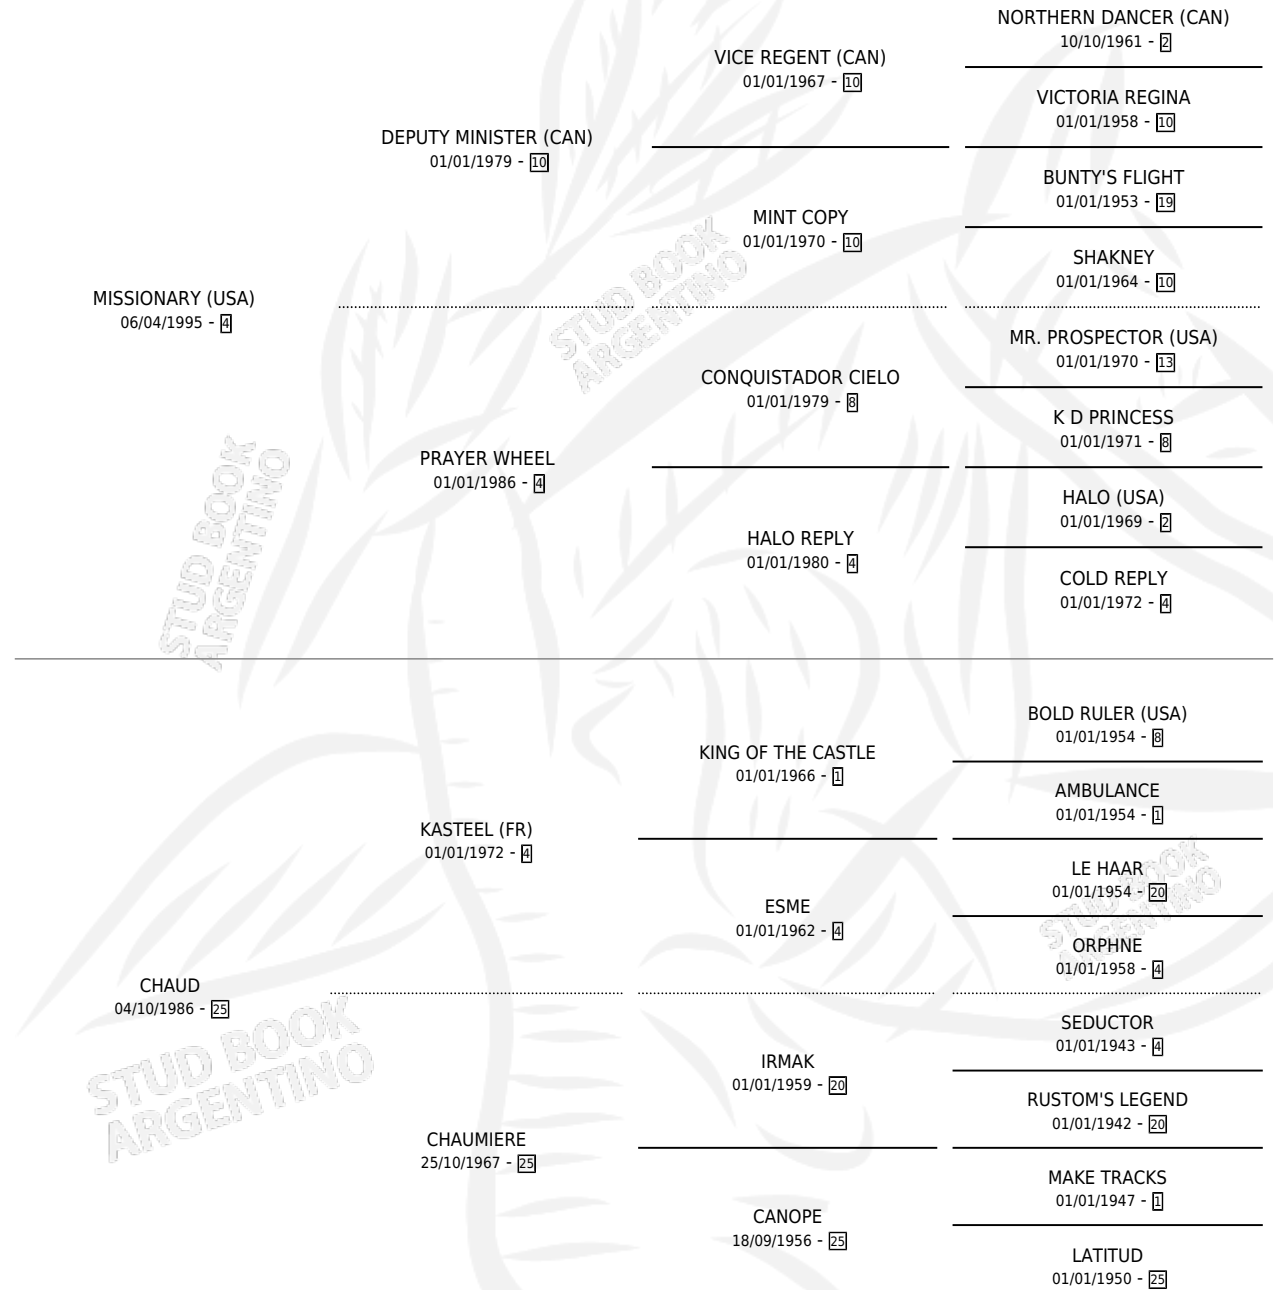 NORTHERN DANCER (CAN)
10/10/1961 - 2
VICE REGENT (CAN)
01/01/1967 - 10
VICTORIA REGINA
01/01/1958 - 10
DEPUTY MINISTER (CAN)
01/01/1979 - 10
BUNTY'S FLIGHT
01/01/1953 - 19
MINT COPY
01/01/1970 - 10
SHAKNEY
01/01/1964 - 10
MISSIONARY (USA)
06/04/1995 - 4
MR. PROSPECTOR (USA)
01/01/1970 - 13
CONQUISTADOR CIELO
01/01/1979 - 8
K D PRINCESS
01/01/1971 - 8
PRAYER WHEEL
01/01/1986 - 4
HALO (USA)
01/01/1969 - 2
HALO REPLY
01/01/1980 - 4
COLD REPLY
01/01/1972 - 4
BOLD RULER (USA)
01/01/1954 - 8
KING OF THE CASTLE
01/01/1966 - 1
AMBULANCE
01/01/1954 - 1
KASTEEL (FR)
01/01/1972 - 4
LE HAAR
01/01/1954 - 20
ESME
01/01/1962 - 4
ORPHNE
01/01/1958 - 4
CHAUD
04/10/1986 - 25
SEDUCTOR
01/01/1943 - 4
IRMAK
01/01/1959 - 20
RUSTOM'S LEGEND
01/01/1942 - 20
CHAUMIERE
25/10/1967 - 25
MAKE TRACKS
01/01/1947 - 1
CANOPE
18/09/1956 - 25
LATITUD
01/01/1950 - 25
STUD BOOK
ARGENTINO
STUD BOOK
ARGENTINO
STUD BOOK
ARGENTINO
STUD BOOK
ARGENTINO